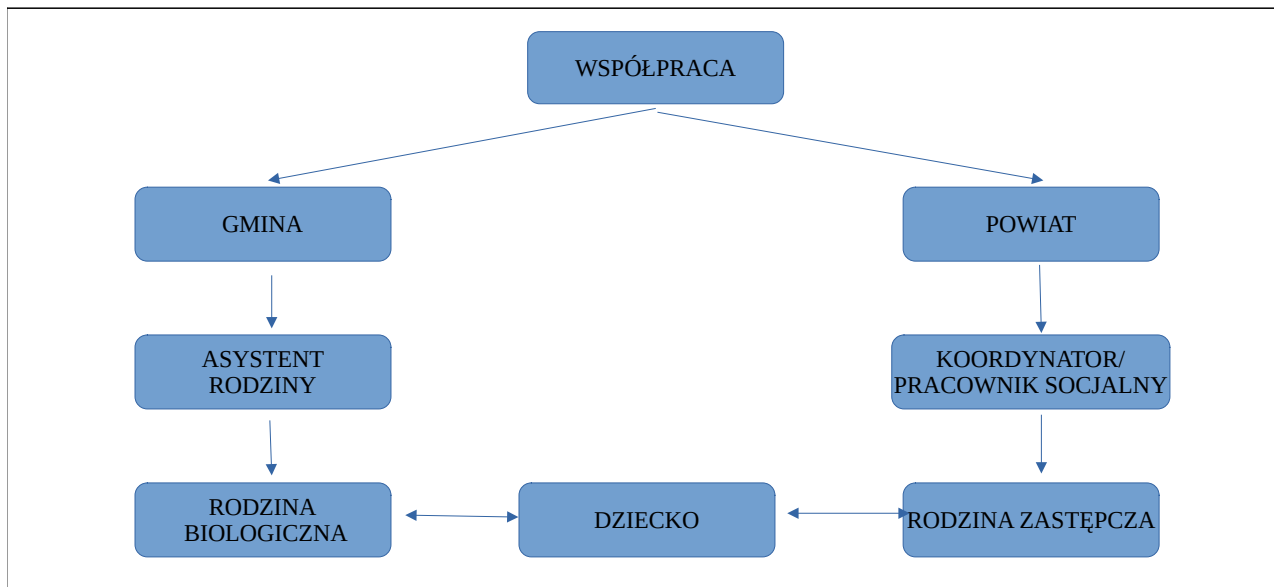 WSPÓŁPRACA
GMINA
POWIAT
ASYSTENT
RODZINY
KOORDYNATOR/
PRACOWNIK SOCJALNY
RODZINA
BIOLOGICZNA
DZIECKO
RODZINA ZASTĘPCZA